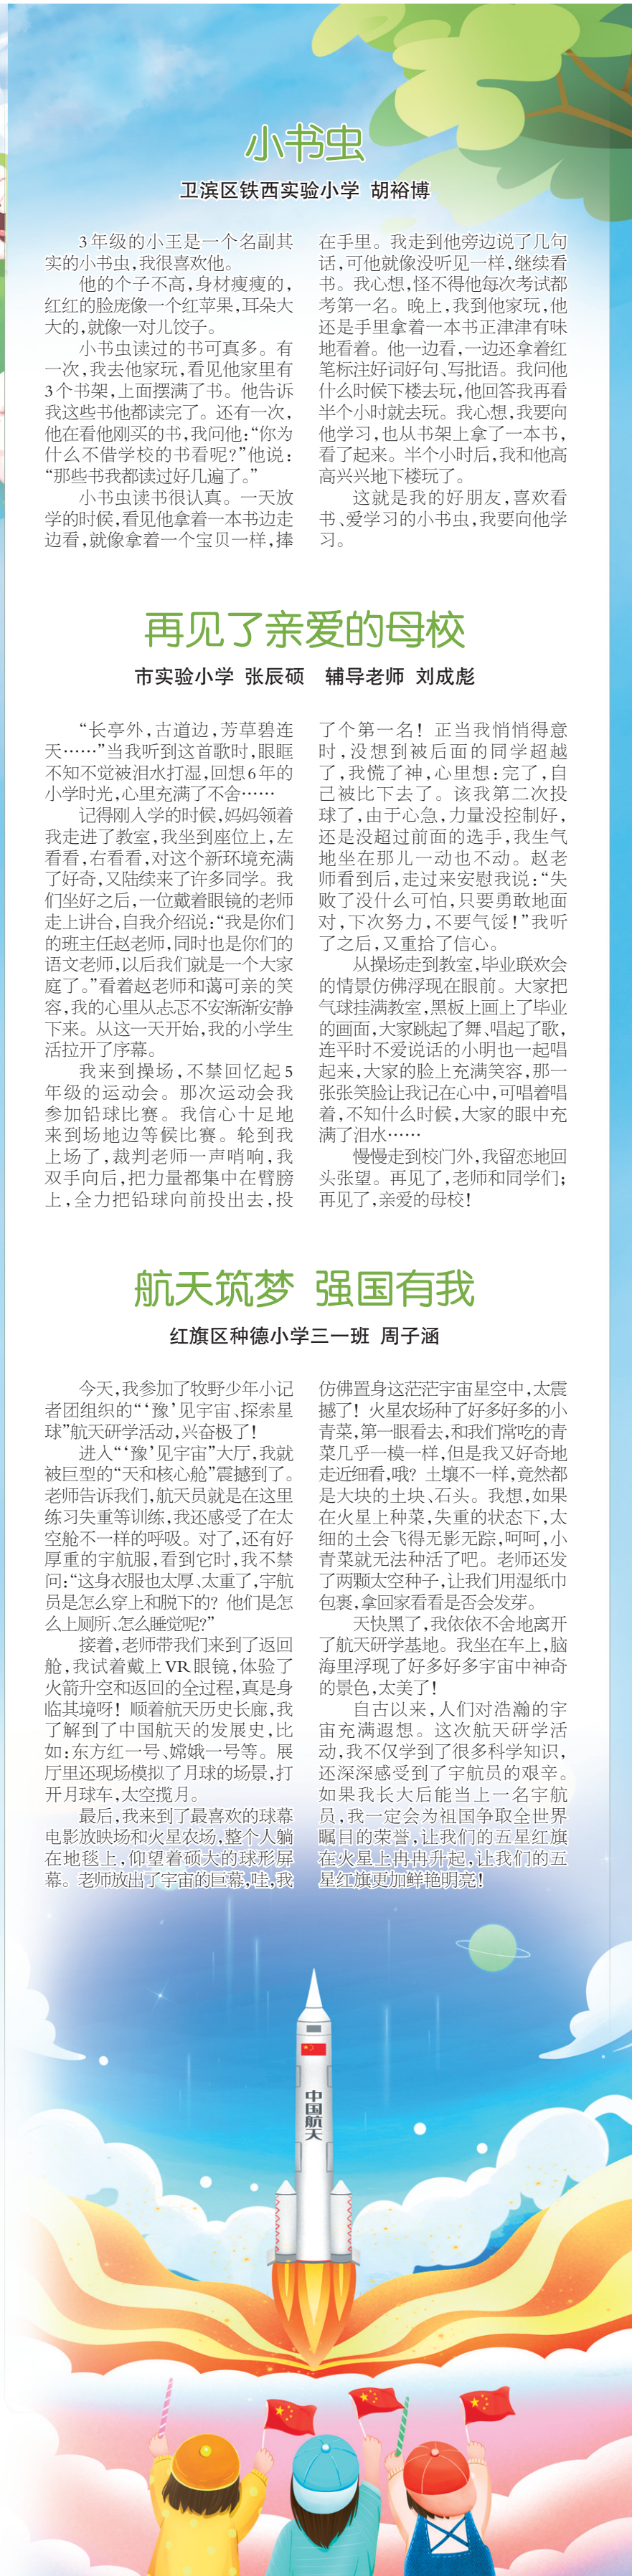 小书虫
卫滨区铁西实验小学 胡裕博
3年级的小王是一个名副其
实的小书虫,我很喜欢他。
他的个子不高,身材瘦瘦的,
红红的脸庞像一个红苹果,耳朵大
大的,就像一对儿饺子。
小书虫读过的书可真多。有
一次,我去他家玩,看见他家里有
3个书架,上面摆满了书。他告诉
我这些书他都读完了。还有一次,
他在看他刚买的书,我问他:“你为
什么不借学校的书看呢?”他说:
“那些书我都读过好几遍了。”
小书虫读书很认真。一天放
学的时候,看见他拿着一本书边走
边看,就像拿着一个宝贝一样,捧
在手里。我走到他旁边说了几句
话,可他就像没听见一样,继续看
书。我心想,怪不得他每次考试都
考第一名。晚上,我到他家玩,他
还是手里拿着一本书正津津有味
地看着。他一边看,一边还拿着红
笔标注好词好句、写批语。我问他
什么时候下楼去玩,他回答我再看
半个小时就去玩。我心想,我要向
他学习,也从书架上拿了一本书,
看了起来。半个小时后,我和他高
高兴兴地下楼玩了。
这就是我的好朋友,喜欢看
书、爱学习的小书虫,我要向他学
习。
再见了亲爱的母校
市实验小学 张辰硕 辅导老师 刘成彪
“长亭外,古道边,芳草碧连
天……”当我听到这首歌时,眼眶
不知不觉被泪水打湿,回想6年的
小学时光,心里充满了不舍……
记得刚入学的时候,妈妈领着
我走进了教室,我坐到座位上,左
看看,右看看,对这个新环境充满
了好奇,又陆续来了许多同学。我
们坐好之后,一位戴着眼镜的老师
走上讲台,自我介绍说:“我是你们
的班主任赵老师,同时也是你们的
语文老师,以后我们就是一个大家
庭了。”看着赵老师和蔼可亲的笑
容,我的心里从忐忑不安渐渐安静
下来。从这一天开始,我的小学生
活拉开了序幕。
我来到操场,不禁回忆起5
年级的运动会。那次运动会我
参加铅球比赛。我信心十足地
来到场地边等候比赛。轮到我
上场了,裁判老师一声哨响,我
双手向后,把力量都集中在臂膀
上,全力把铅球向前投出去,投
了个第一名!正当我悄悄得意
时,没想到被后面的同学超越
了,我慌了神,心里想:完了,自
己被比下去了。该我第二次投
球了,由于心急,力量没控制好,
还是没超过前面的选手,我生气
地坐在那儿一动也不动。赵老
师看到后,走过来安慰我说:“失
败了没什么可怕,只要勇敢地面
对,下次努力,不要气馁!”我听
了之后,又重拾了信心。
从操场走到教室,毕业联欢会
的情景仿佛浮现在眼前。大家把
气球挂满教室,黑板上画上了毕业
的画面,大家跳起了舞、唱起了歌,
连平时不爱说话的小明也一起唱
起来,大家的脸上充满笑容,那一
张张笑脸让我记在心中,可唱着唱
着,不知什么时候,大家的眼中充
满了泪水……
慢慢走到校门外,我留恋地回
头张望。再见了,老师和同学们;
再见了,亲爱的母校!
航天筑梦 强国有我
红旗区种德小学三一班 周子涵
今天,我参加了牧野少年小记
者团组织的“‘豫’见宇宙、探索星
球”航天研学活动,兴奋极了!
进入“‘豫’见宇宙”大厅,我就
被巨型的“天和核心舱”震撼到了。
老师告诉我们,航天员就是在这里
练习失重等训练,我还感受了在太
空舱不一样的呼吸。对了,还有好
厚重的宇航服,看到它时,我不禁
问:“这身衣服也太厚、太重了,宇航
员是怎么穿上和脱下的?他们是怎
么上厕所、怎么睡觉呢?”
接着,老师带我们来到了返回
舱,我试着戴上VR眼镜,体验了
火箭升空和返回的全过程,真是身
临其境呀!顺着航天历史长廊,我
了解到了中国航天的发展史,比
如:东方红一号、嫦娥一号等。展
厅里还现场模拟了月球的场景,打
开月球车,太空揽月。
最后,我来到了最喜欢的球幕
电影放映场和火星农场,整个人躺
在地毯上,仰望着硕大的球形屏
幕。老师放出了宇宙的巨幕,哇,我
仿佛置身这茫茫宇宙星空中,太震
撼了!火星农场种了好多好多的小
青菜,第一眼看去,和我们常吃的青
菜几乎一模一样,但是我又好奇地
走近细看,哦?土壤不一样,竟然都
是大块的土块、石头。我想,如果
在火星上种菜,失重的状态下,太
细的土会飞得无影无踪,呵呵,小
青菜就无法种活了吧。老师还发
了两颗太空种子,让我们用湿纸巾
包裹,拿回家看看是否会发芽。
天快黑了,我依依不舍地离开
了航天研学基地。我坐在车上,脑
海里浮现了好多好多宇宙中神奇
的景色,太美了!
自古以来,人们对浩瀚的宇
宙充满遐想。这次航天研学活
动,我不仅学到了很多科学知识,
还深深感受到了宇航员的艰辛。
如果我长大后能当上一名宇航
员,我一定会为祖国争取全世界
瞩目的荣誉,让我们的五星红旗
在火星上冉冉升起,让我们的五
星红旗更加鲜艳明亮!
中国航天